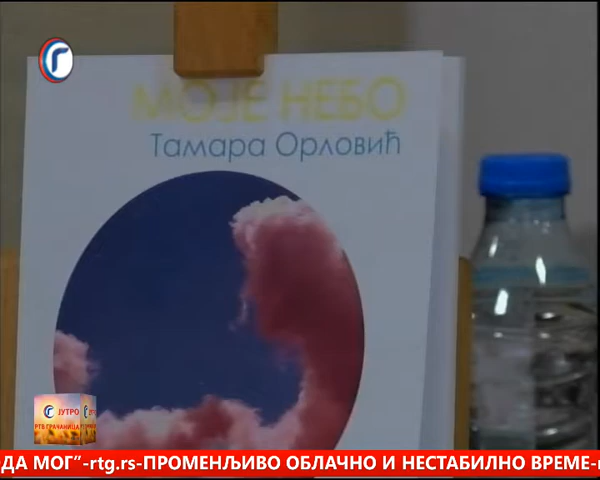 МОЈЕ НЕБО
Тамара Орловић
ЈУТРО
РТВ ГРАЧАНИЦА
ДА МОГ“-rtg.rs-ПРОМЕНЉИВО ОБЛАЧНО И НЕСТАБИЛНО ВРЕМЕ-